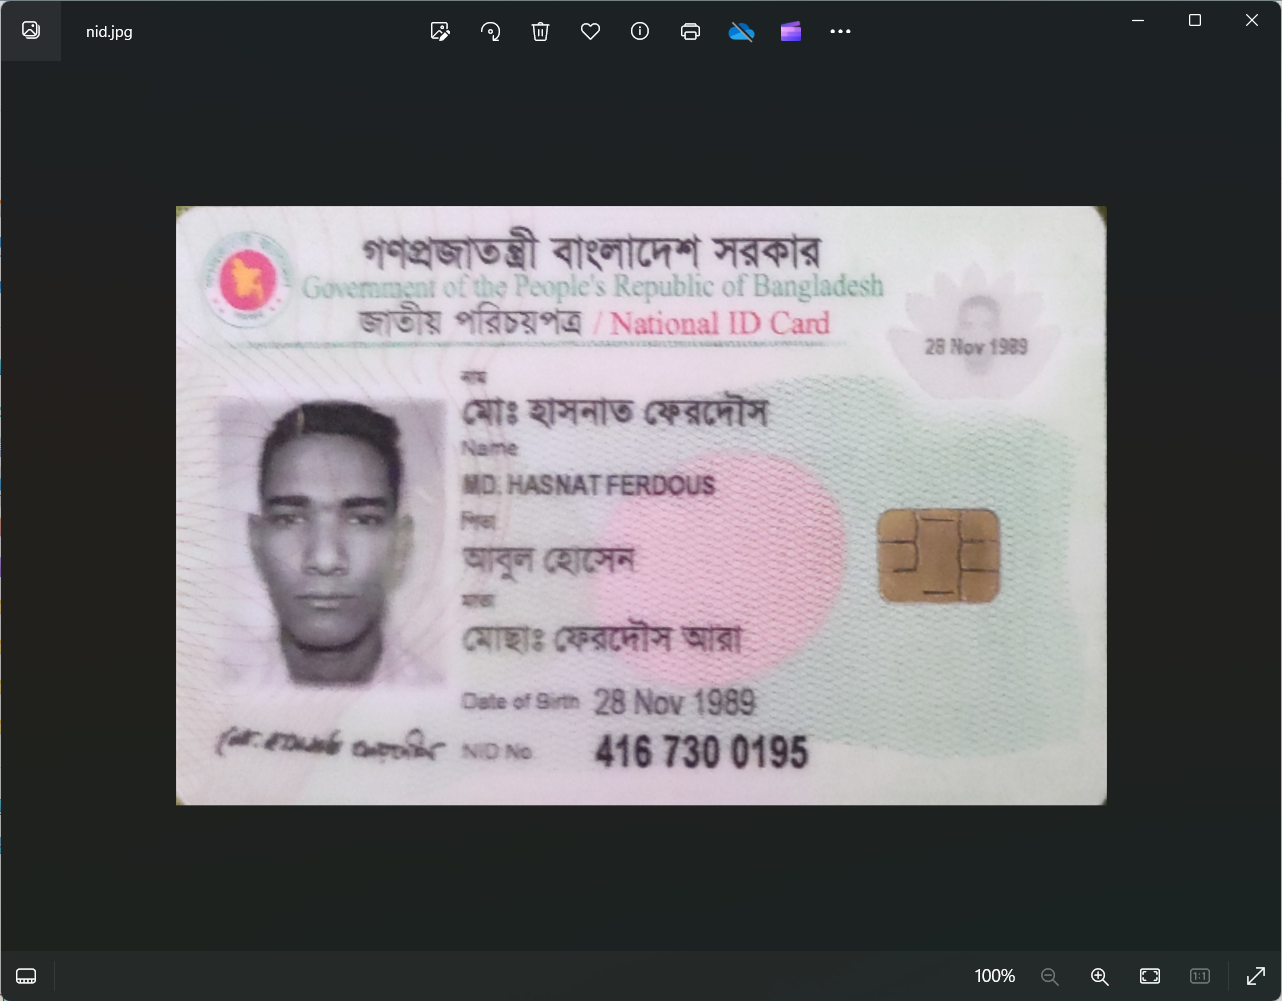 nid.jpg
গণপ্রজাতন্ত্রী বাংলাদেশ সরকার
Government of the People's Republic of Bangladesh
জাতীয় পরিচয়পত্র / National ID Card
28 Nov 1989
নাম
মোঃ হাসনাত ফেরদৌস
Name
MD. HASNAT FERDOUS
পিতা
আবুল হোসেন
মাতা
মোছাঃ ফেরদৌস আরা
Date of Birth 28 Nov 1989
NID No. 416 730 0195
100%
1:1